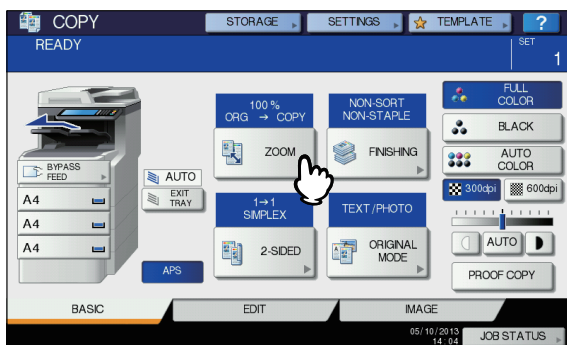 COPY
STORAGE
SETTINGS
TEMPLATE
?
READY
SET
1
100 %
ORG → COPY
ZOOM
NON-SORT
NON-STAPLE
FINISHING
FULL
COLOR
BLACK
AUTO
COLOR
300dpi
600dpi
BYPASS
FEED
A4
A4
A4
AUTO
EXIT
TRAY
APS
1→1
SIMPLEX
2-SIDED
TEXT/PHOTO
ORIGINAL
MODE
AUTO
PROOF COPY
BASIC
EDIT
IMAGE
05/10/2013
14:04
JOB STATUS